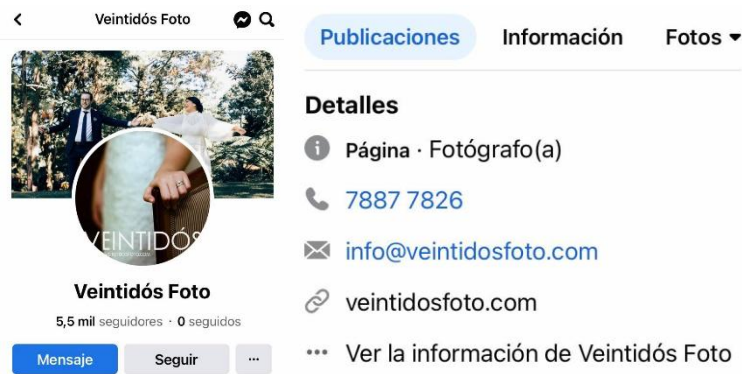 Veintidós Foto
VEINTIDÓS
Veintidós Foto
5,5 mil seguidores · 0 seguidos
Mensaje
Seguir
Publicaciones
Información
Fotos
Detalles
Página · Fotógrafo(a)
7887 7826
info@veintidosfoto.com
veintidosfoto.com
Ver la información de Veintidós Foto